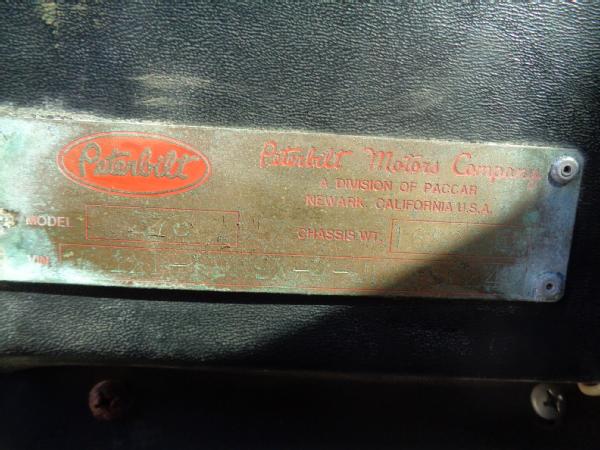 Peterbilt Peterbilt Motors Company
A DIVISION OF PACCAR
NEWARK, CALIFORNIA U.S.A.
MODEL CHASSIS WT.
VIN